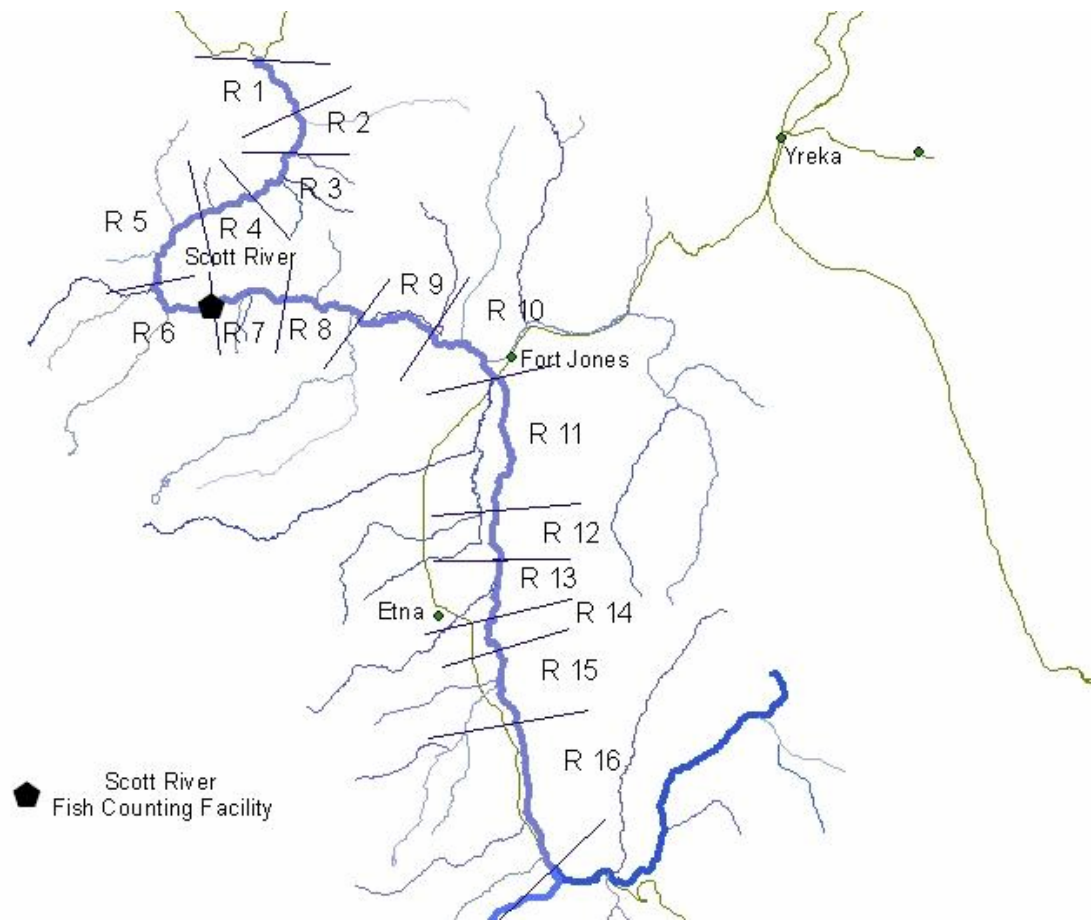 R 1
R 2
Yreka
R 3
R 5
R 4
Scott River
R 9
R 10
R 6
R 7
R 8
Fort Jones
R 11
R 12
R 13
Etna
R 14
R 15
R 16
Scott River
Fish Counting Facility